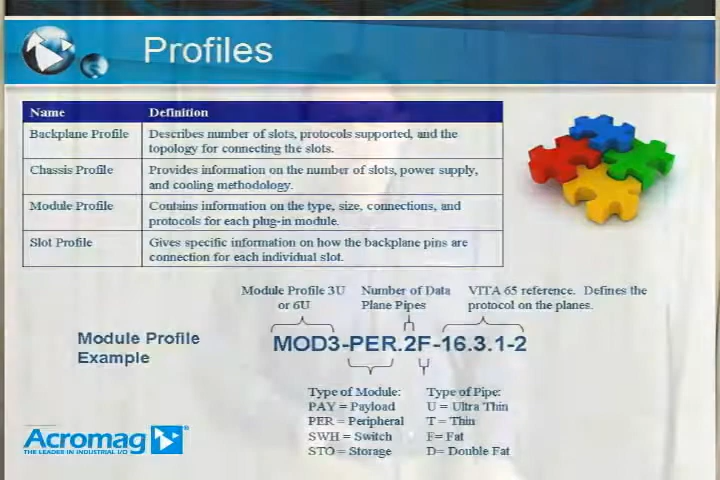 Profiles
Name Definition
Backplane Profile Describes number of slots, protocols supported, and the
topology for connecting the slots.
Chassis Profile Provides information on the number of slots, power supply,
and cooling methodology.
Module Profile Contains information on the type, size, connections, and
protocols for each plug-in module.
Slot Profile Gives specific information on how the backplane pins are
connection for each individual slot.
Module Profile 3U
or 6U
Number of Data
Plane Pipes
VITA 65 reference. Defines the
protocol on the planes.
Module Profile
Example
MOD3-PER.2F-16.3.1-2
Type of Module:
PAY = Payload
PER = Peripheral
SWH = Switch
STO = Storage
Type of Pipe:
U = Ultra Thin
T = Thin
F= Fat
D= Double Fat
Acromag®
THE LEADER IN INDUSTRIAL I/O